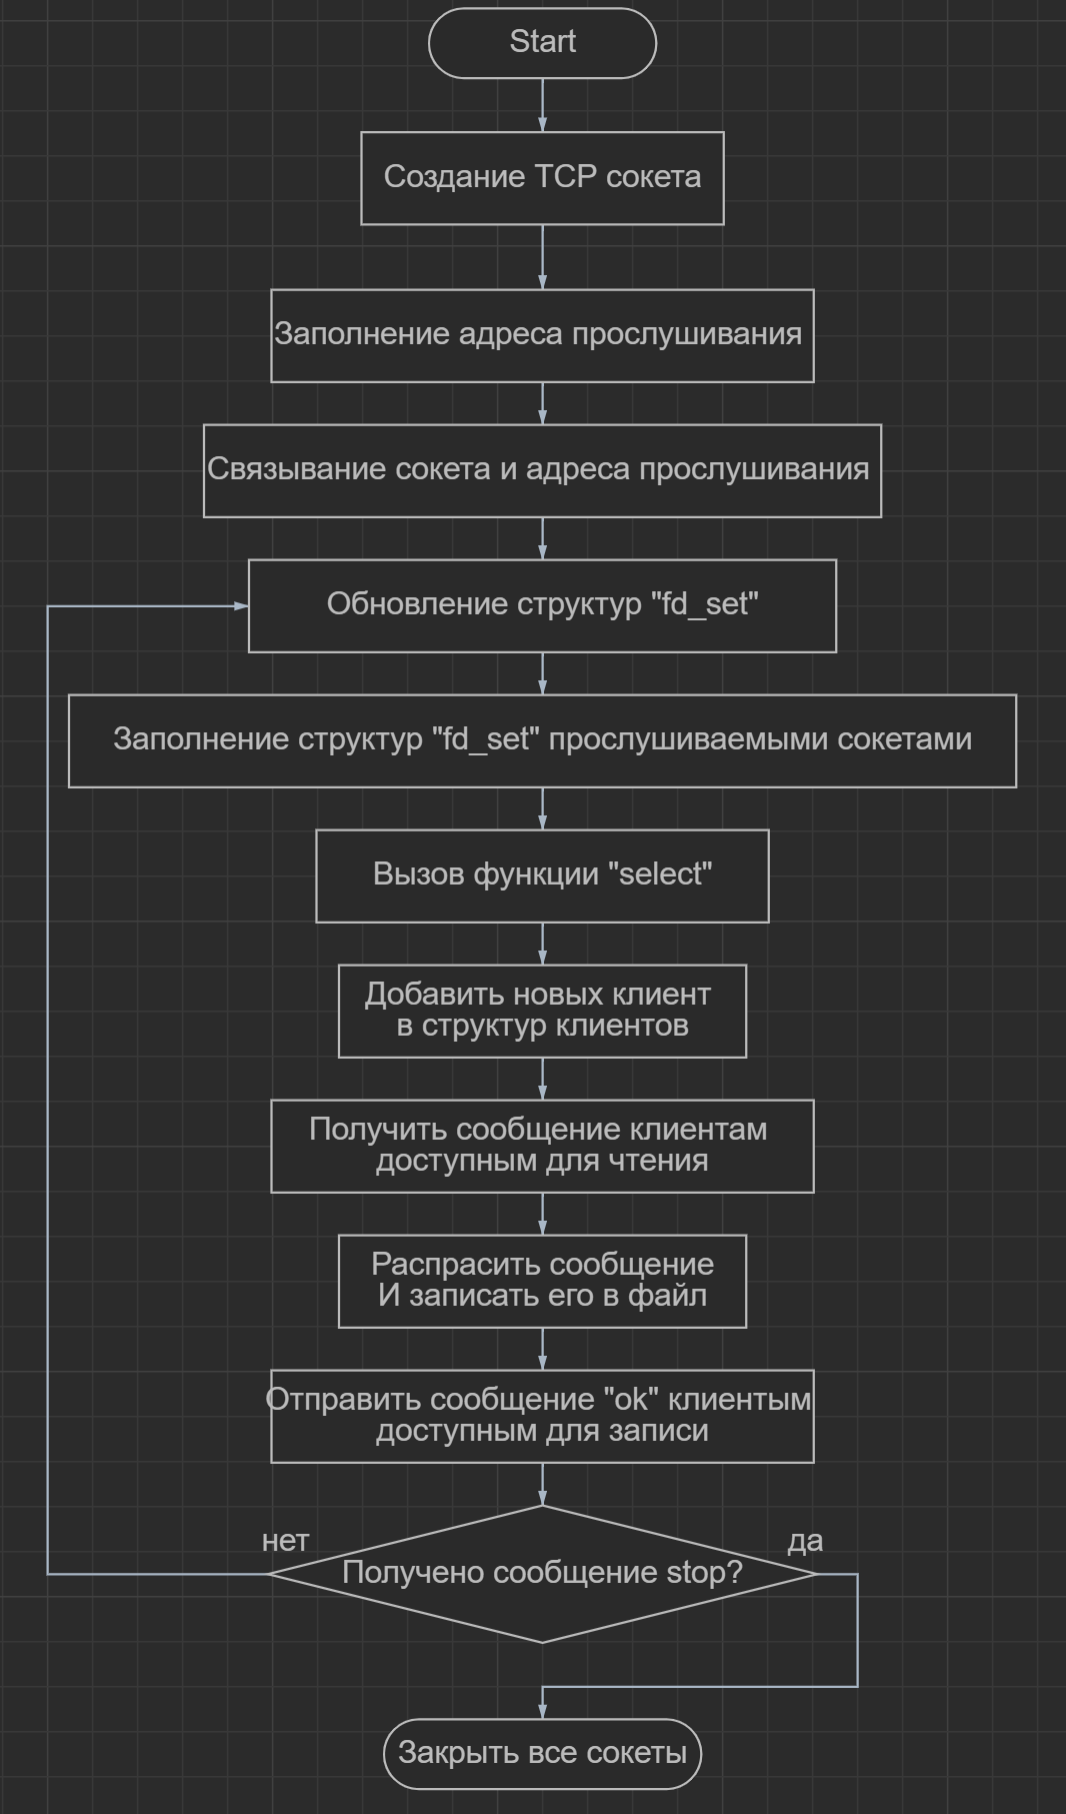 Start
Создание TCP сокета
Заполнение адреса прослушивания
Связывание сокета и адреса прослушивания
Обновление структур "fd_set"
Заполнение структур "fd_set" прослушиваемыми сокетами
Вызов функции "select"
Добавить новых клиент
в структур клиентов
Получить сообщение клиентам
доступным для чтения
Распрасить сообщение
И записать его в файл
Отправить сообщение "ok" клиентым
доступным для записи
нет
да
Получено сообщение stop?
Закрыть все сокеты